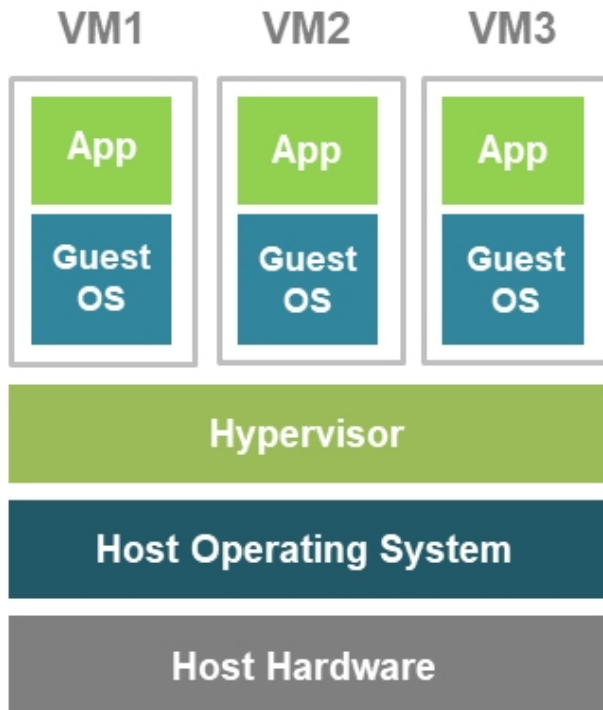 VM1 VM2 VM3
App App App
Guest Guest Guest
OS OS OS
Hypervisor
Host Operating System
Host Hardware